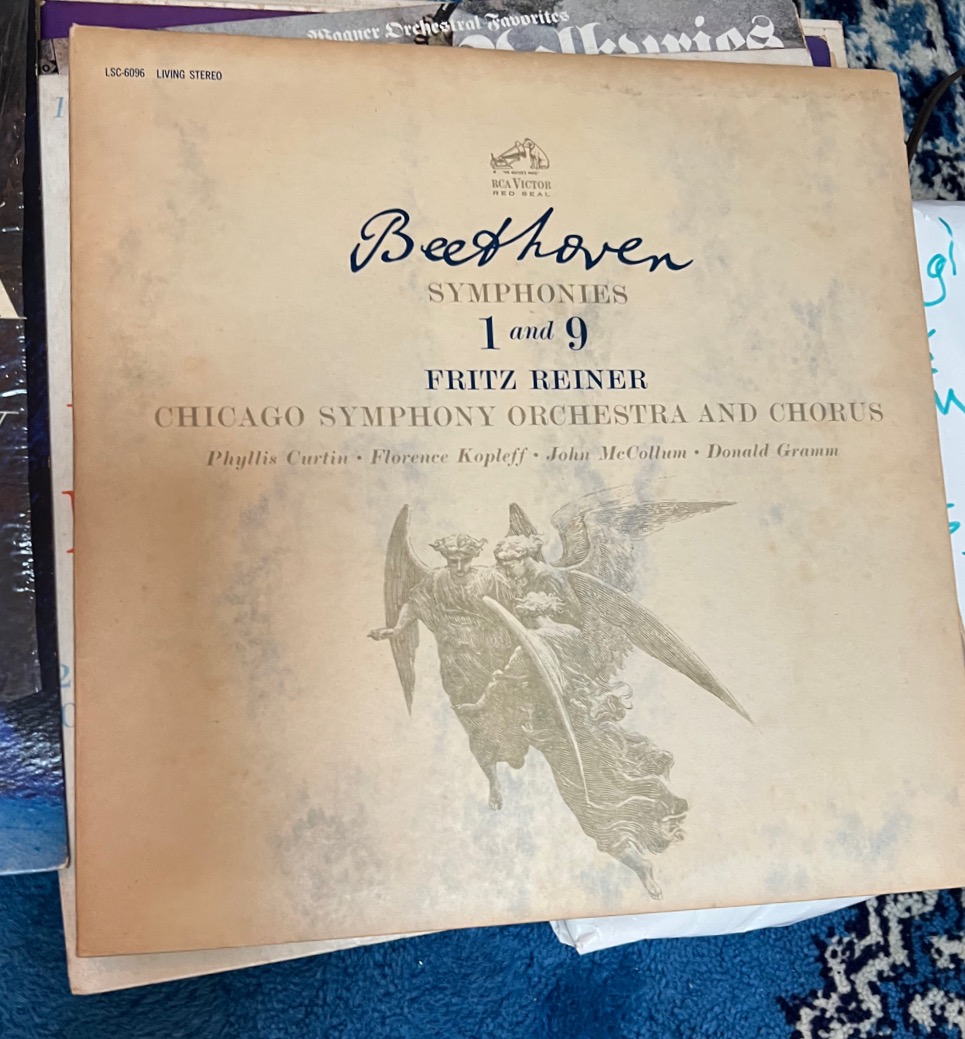 Wagner Orchestral Favorites
LSC-6096 LIVING STEREO
"HIS MASTER'S VOICE"
RCA VICTOR
RED SEAL
Beethoven
SYMPHONIES
1 and 9
FRITZ REINER
CHICAGO SYMPHONY ORCHESTRA AND CHORUS
Phyllis Curtin • Florence Kopleff • John McCollum • Donald Gramm